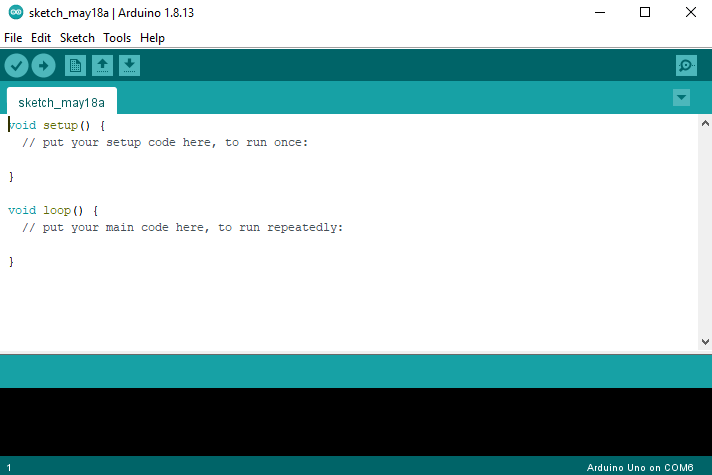 sketch_may18a | Arduino 1.8.13
File Edit Sketch Tools Help
sketch_may18a
void setup() {
  // put your setup code here, to run once:
}
void loop() {
  // put your main code here, to run repeatedly:
}
1 Arduino Uno on COM6